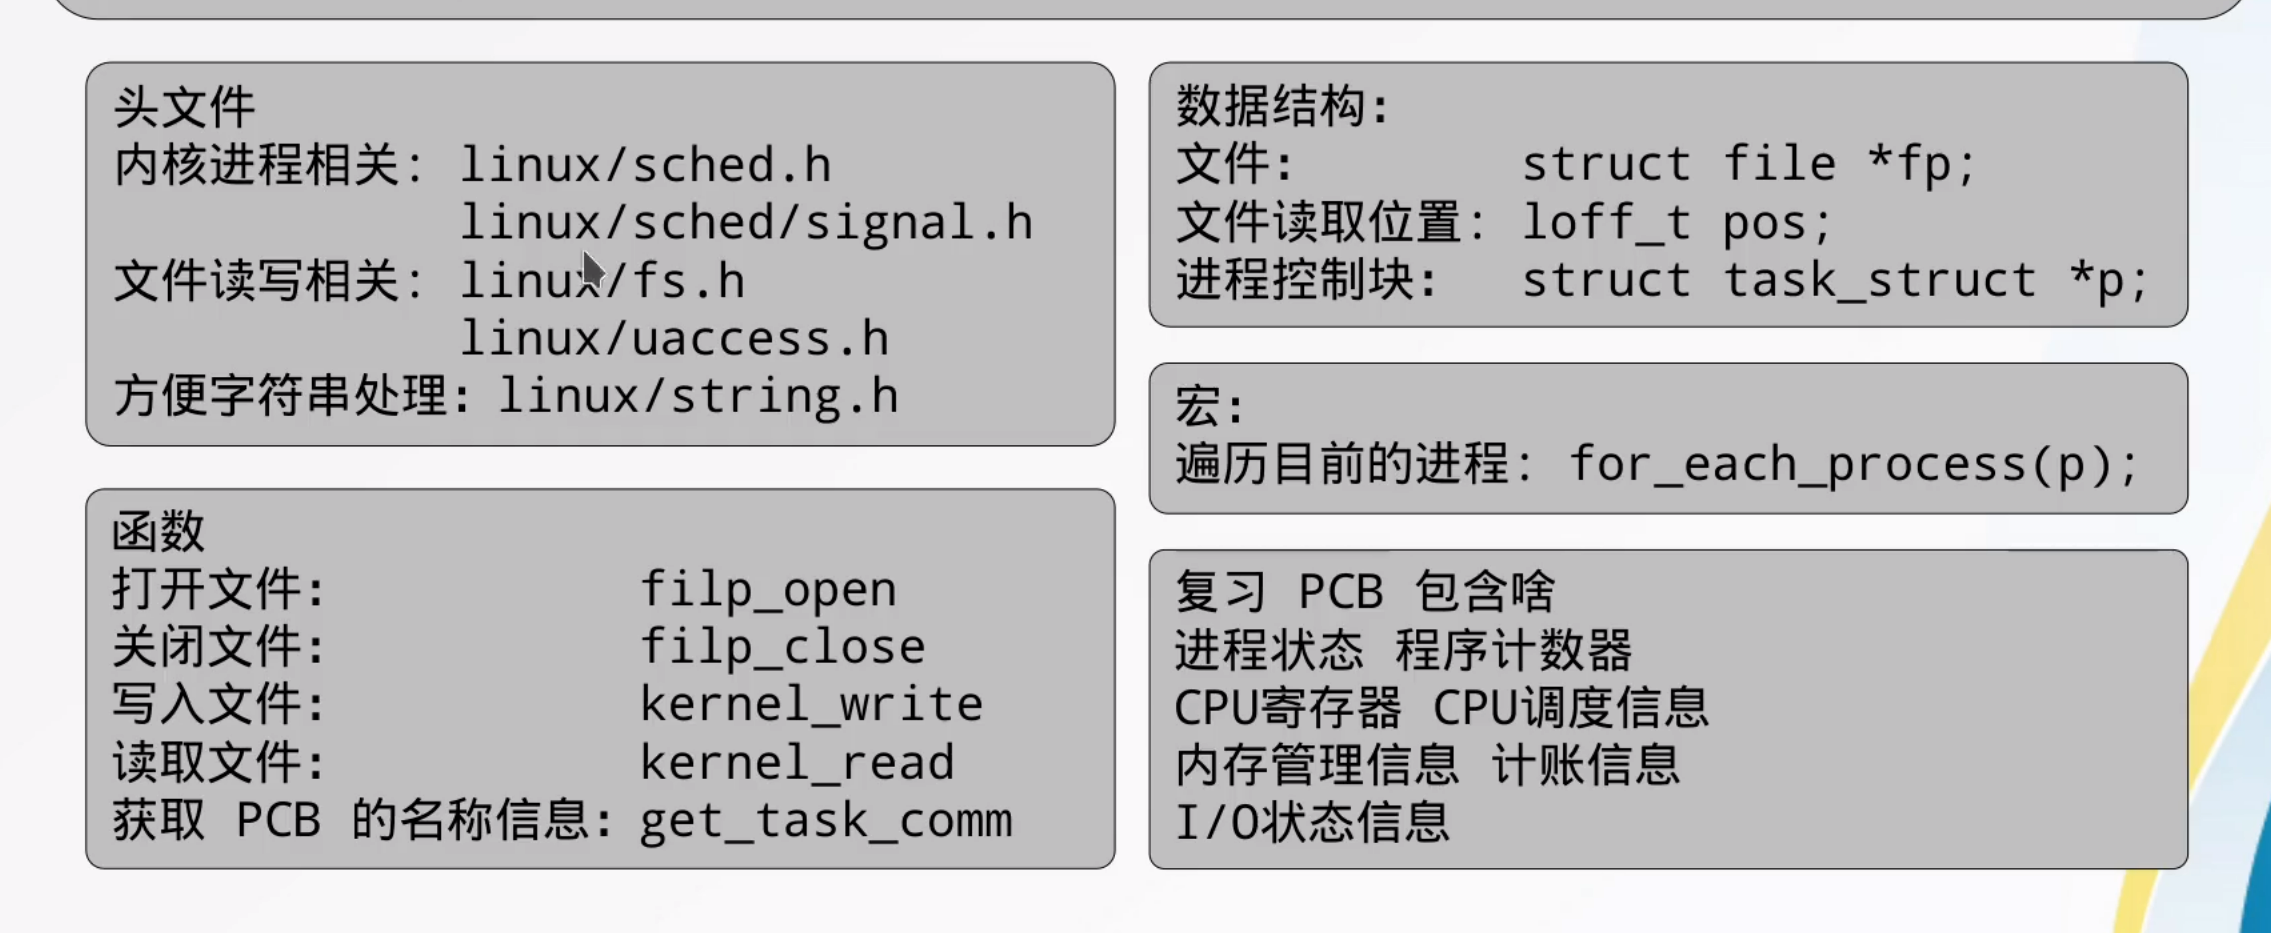 头文件
内核进程相关: linux/sched.h
linux/sched/signal.h
文件读写相关: linux/fs.h
linux/uaccess.h
方便字符串处理: linux/string.h
函数
打开文件: filp_open
关闭文件: filp_close
写入文件: kernel_write
读取文件: kernel_read
获取 PCB 的名称信息: get_task_comm
数据结构:
文件: struct file *fp;
文件读取位置: loff_t pos;
进程控制块: struct task_struct *p;
宏:
遍历目前的进程: for_each_process(p);
复习 PCB 包含啥
进程状态 程序计数器
CPU寄存器 CPU调度信息
内存管理信息 计账信息
I/O状态信息